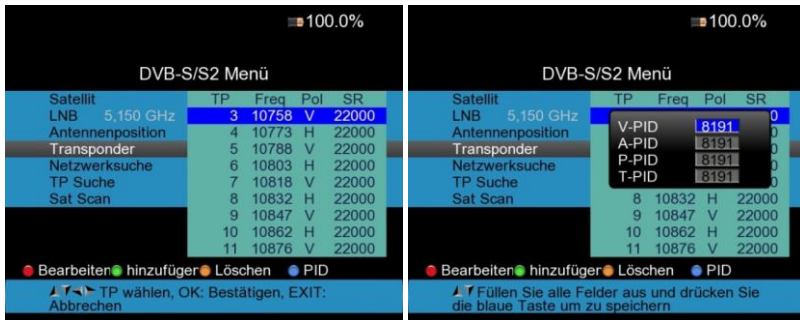 100.0%
DVB-S/S2 Menü
Satellit
LNB 5,150 GHz
Antennenposition
Transponder
Netzwerksuche
TP Suche
Sat Scan
TP Freq Pol SR
3 10758 V 22000
4 10773 H 22000
5 10788 V 22000
6 10803 H 22000
7 10818 V 22000
8 10832 H 22000
9 10847 V 22000
10 10862 H 22000
11 10876 V 22000
Bearbeiten hinzufüger Löschen PID
TP wählen, OK: Bestätigen, EXIT:
Abbrechen
100.0%
DVB-S/S2 Menü
Satellit
LNB 5,150 GHz
Antennenposition
Transponder
Netzwerksuche
TP Suche
Sat Scan
TP Freq Pol SR
0
0
0
0
0
V-PID 8191
A-PID 8191
P-PID 8191
T-PID 8191
8 10832 H 22000
9 10847 V 22000
10 10862 H 22000
11 10876 V 22000
Bearbeiten hinzufüger Löschen PID
Füllen Sie alle Felder aus und drücken Sie
die blaue Taste um zu speichern